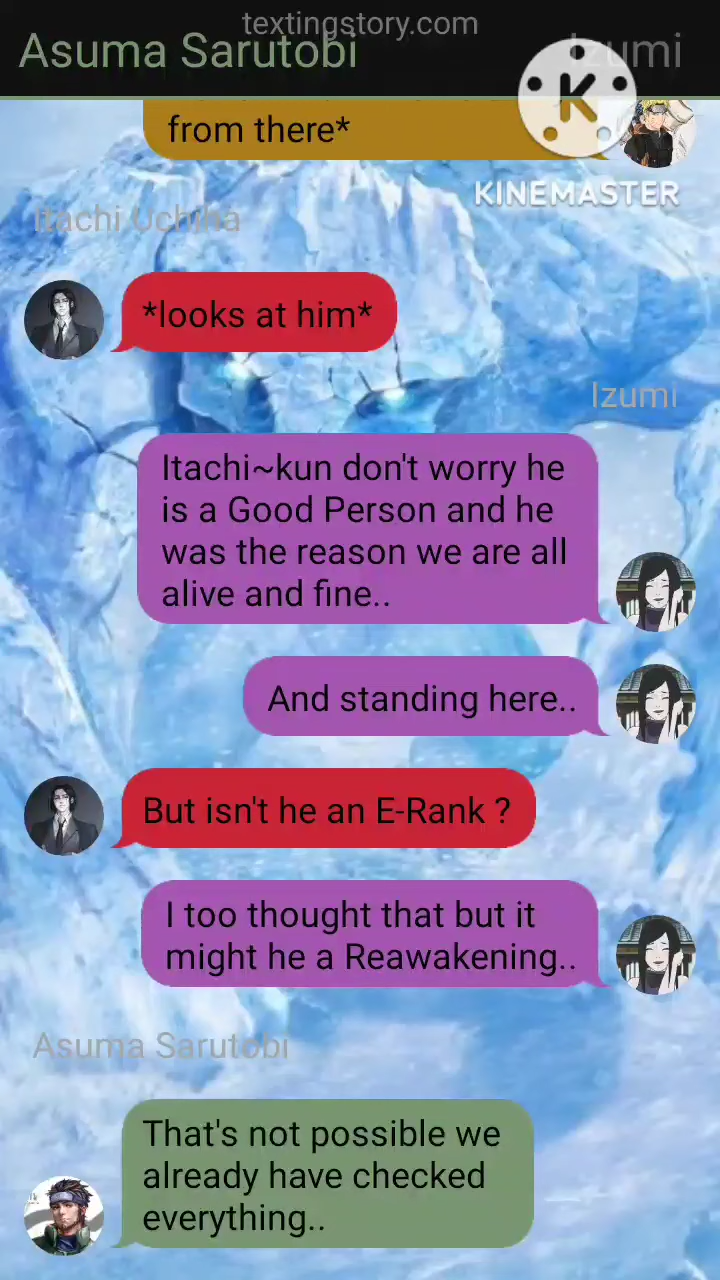 textingstory.com
Asuma Sarutobi
Izumi
K
from there*
KINEMASTER
Itachi Uchiha
*looks at him*
Izumi
Itachi~kun don't worry he
is a Good Person and he
was the reason we are all
alive and fine..
And standing here..
But isn't he an E-Rank ?
I too thought that but it
might he a Reawakening..
Asuma Sarutobi
That's not possible we
already have checked
everything..